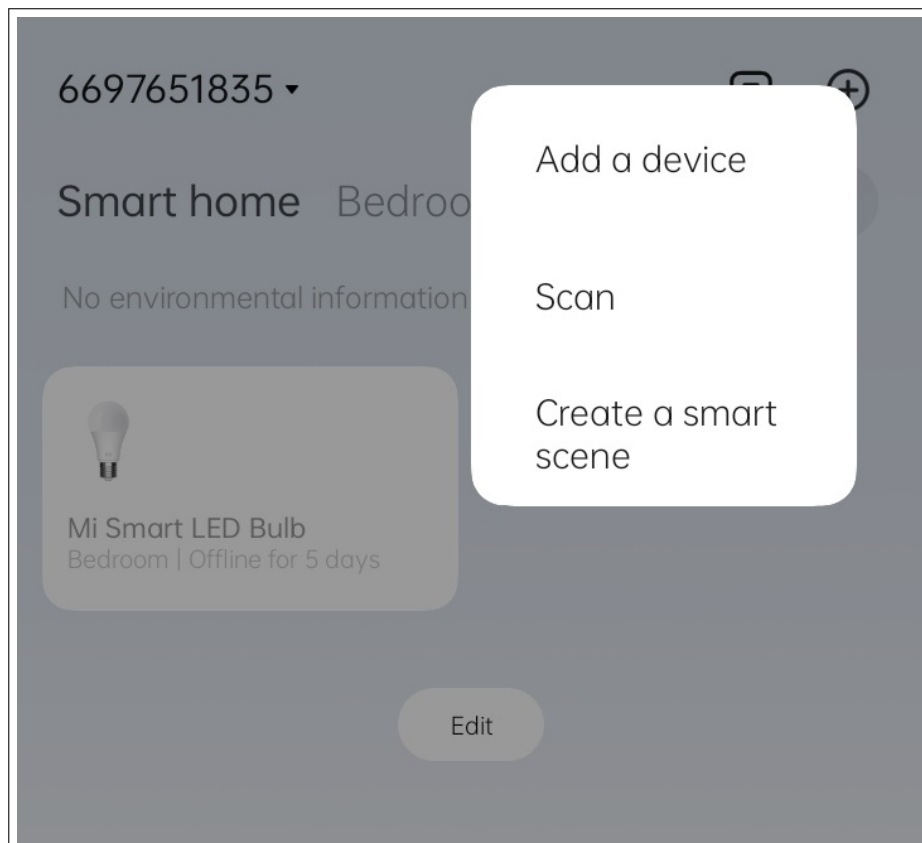 6697651835
Smart home Bedroo
No environmental information
Add a device
Scan
Create a smart
scene
Mi Smart LED Bulb
Bedroom | Offline for 5 days
Edit